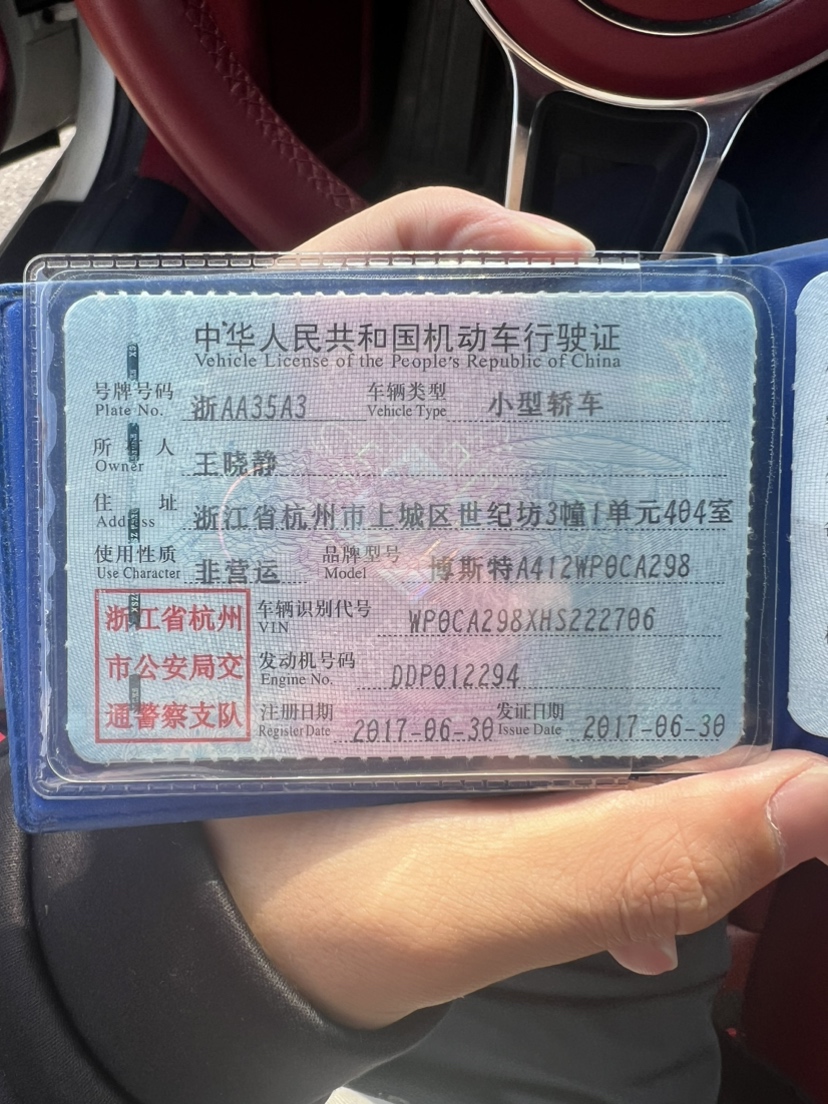 中华人民共和国机动车行驶证
Vehicle License of the People's Republic of China
号牌号码 浙AA35A3 车辆类型 小型轿车
Plate No. Vehicle Type
所有人 王晓静
Owner
住址 浙江省杭州市上城区世纪坊3幢1单元404室
Address
使用性质 非营运 品牌型号 博斯特A412WP0CA298
Use Character Model
浙江省杭州
市公安局交
通警察支队
车辆识别代号 WP0CA298XHS222706
VIN
发动机号码 DDP012294
Engine No.
注册日期 2017-06-30 发证日期 2017-06-30
Register Date Issue Date